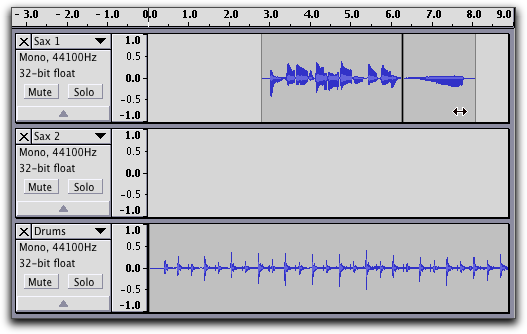 - 3.0 - 2.0 - 1.0 0.0 1.0 2.0 3.0 4.0 5.0 6.0 7.0 8.0 9.0
X Sax 1
Mono, 44100Hz
32-bit float
Mute Solo
1.0
0.5
0.0
-0.5
-1.0
X Sax 2
Mono, 44100Hz
32-bit float
Mute Solo
1.0
0.5
0.0
-0.5
-1.0
X Drums
Mono, 44100Hz
32-bit float
Mute Solo
1.0
0.5
0.0
-0.5
-1.0